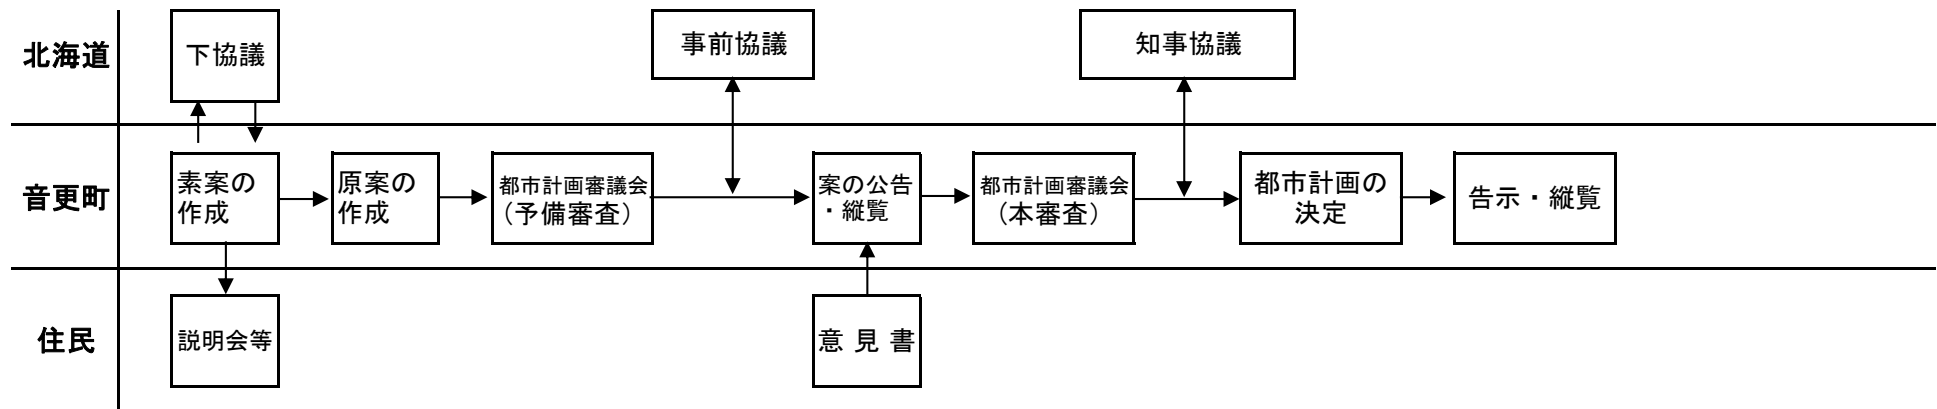 北海道
下協議
事前協議
知事協議
音更町
素案の
作成
原案の
作成
都市計画審議会
（予備審査）
案の公告
・縦覧
都市計画審議会
（本審査）
都市計画の
決定
告示・縦覧
住民
説明会等
意見書